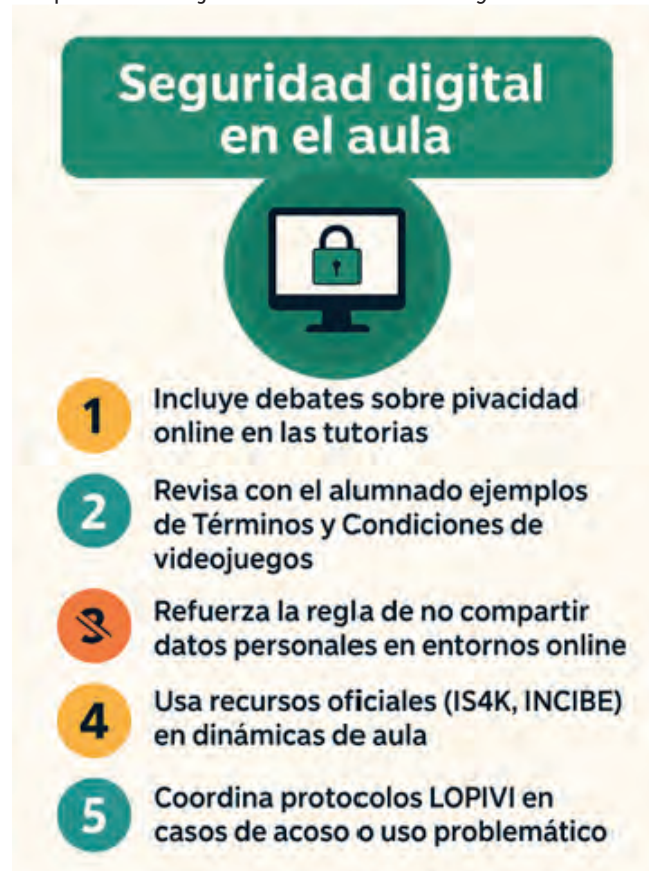 Seguridad digital
en el aula
1 Incluye debates sobre pivacidad
online en las tutorias
2 Revisa con el alumnado ejemplos
de Términos y Condiciones de
videojuegos
3 Refuerza la regla de no compartir
datos personales en entornos online
4 Usa recursos oficiales (IS4K, INCIBE)
en dinámicas de aula
5 Coordina protocolos LOPIVI en
casos de acoso o uso problemático